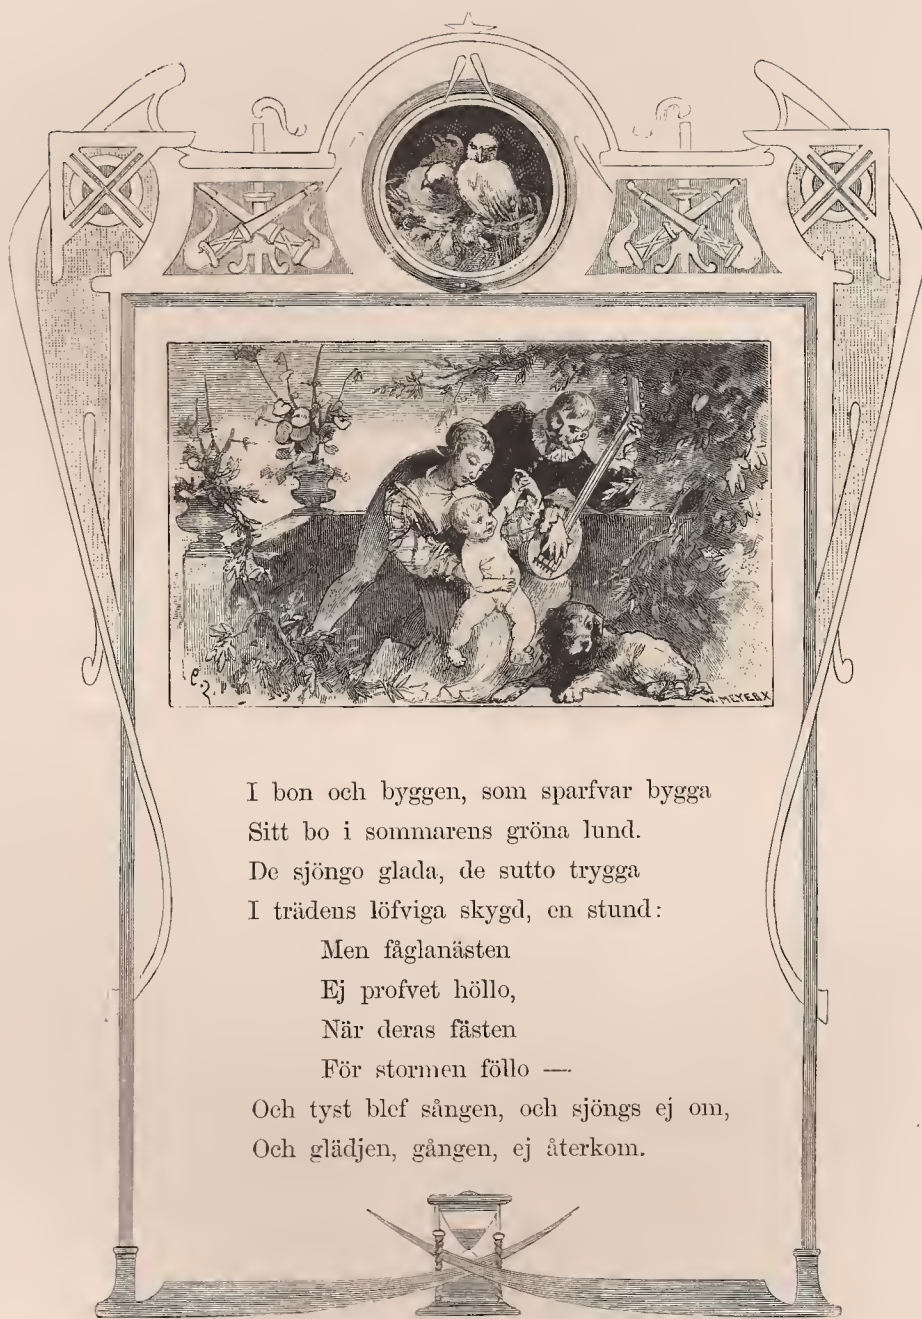 W. MEYER X
I bon och byggen, som sparfvar bygga
Sitt bo i sommarens gröna lund.
De sjöngo glada, de sutto trygga
I trädens löfviga skygd, en stund:
Men fåglanästen
Ej profvet höllo,
När deras fästen
För stormen föllo —
Och tyst blef sången, och sjöngs ej om,
Och glädjen, gången, ej återkom.